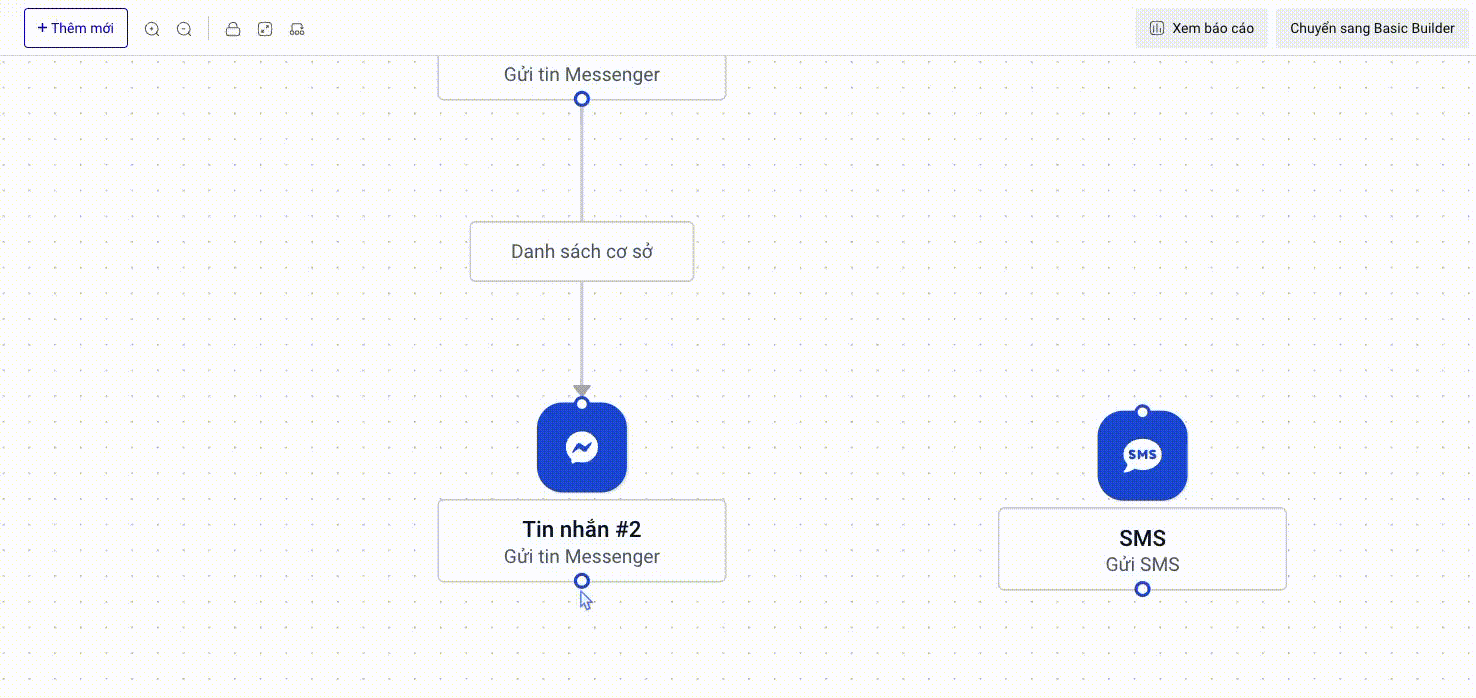 + Thêm mới
Xem báo cáo
Chuyển sang Basic Builder
Gửi tin Messenger
Danh sách cơ sở
SMS
Tin nhắn #2
Gửi tin Messenger
SMS
Gửi SMS